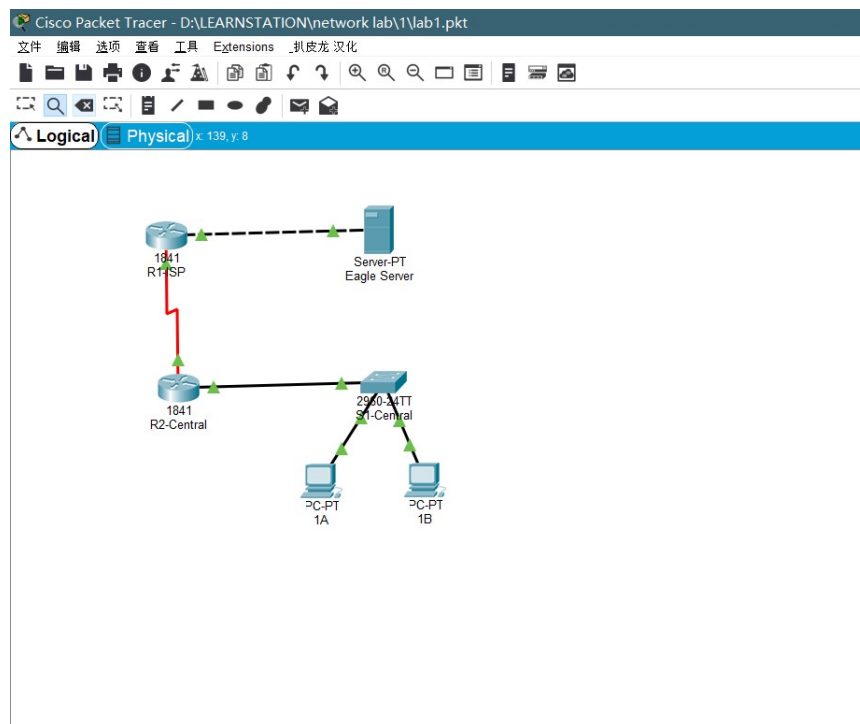 Cisco Packet Tracer - D:\LEARNSTATION\network lab\1\lab1.pkt
文件 编辑 选项 查看 工具 Extensions _扒皮龙 汉化
Logical Physical x: 139, y: 8
1841
R1-ISP
Server-PT
Eagle Server
1841
R2-Central
2960-24TT
S1-Central
PC-PT
1A
PC-PT
1B